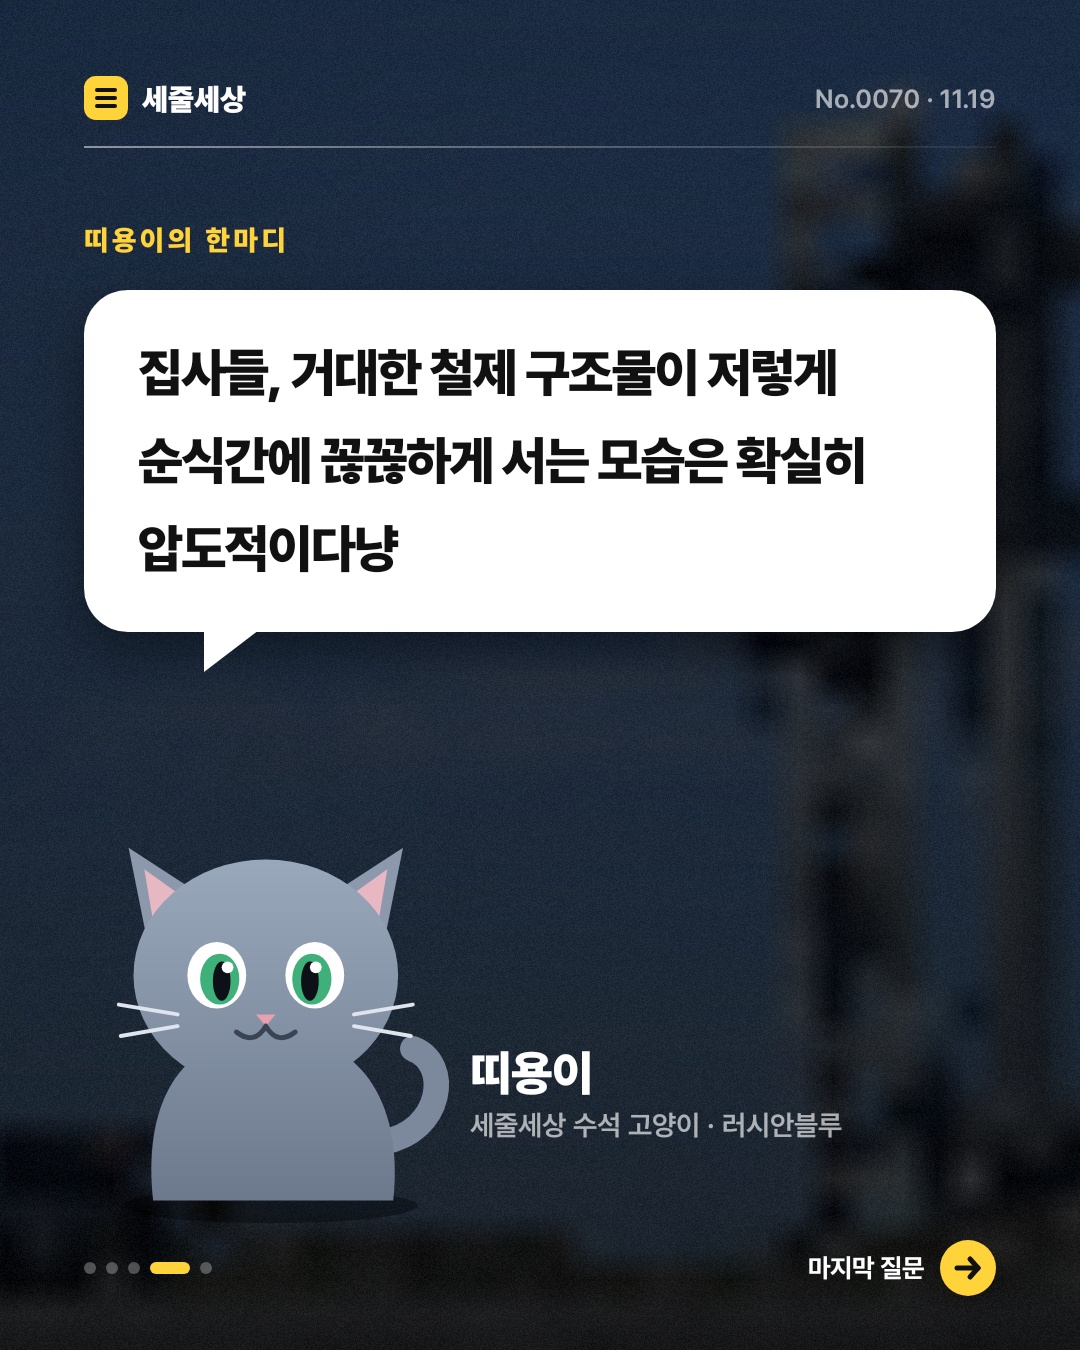 세줄세상
No.0070 · 11.19
띠용이의 한마디
집사들, 거대한 철제 구조물이 저렇게
순식간에 꼿꼿하게 서는 모습은 확실히
압도적이다냥
띠용이
세줄세상 수석 고양이 · 러시안블루
마지막 질문